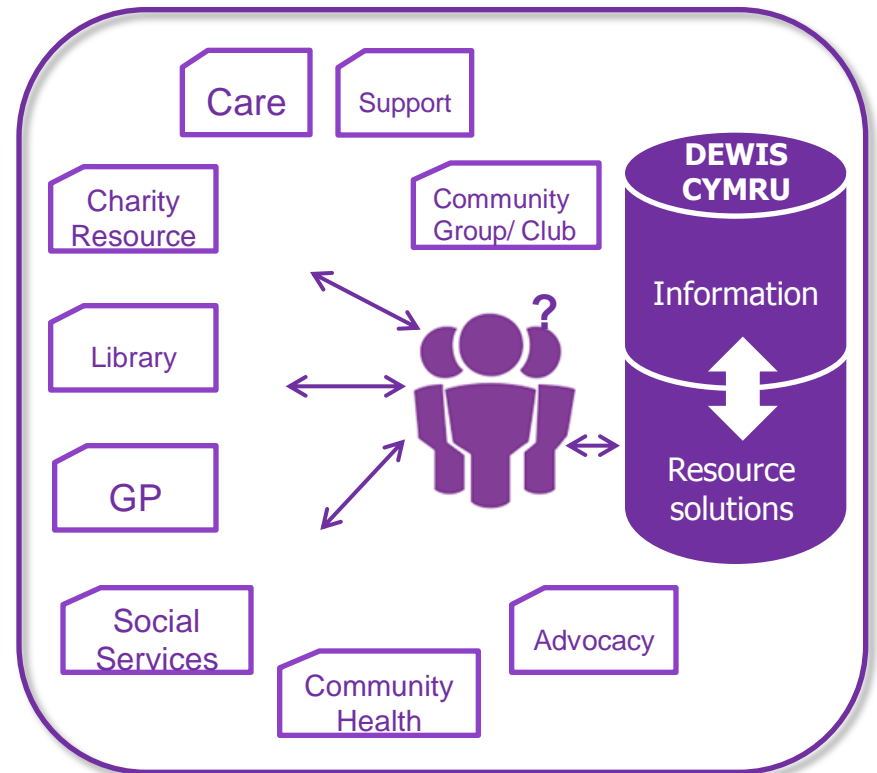 Care
Support
DEWIS
CYMRU
Charity
Resource
Community
Group/ Club
Information
?
Library
GP
Resource
solutions
Social
Services
Advocacy
Community
Health